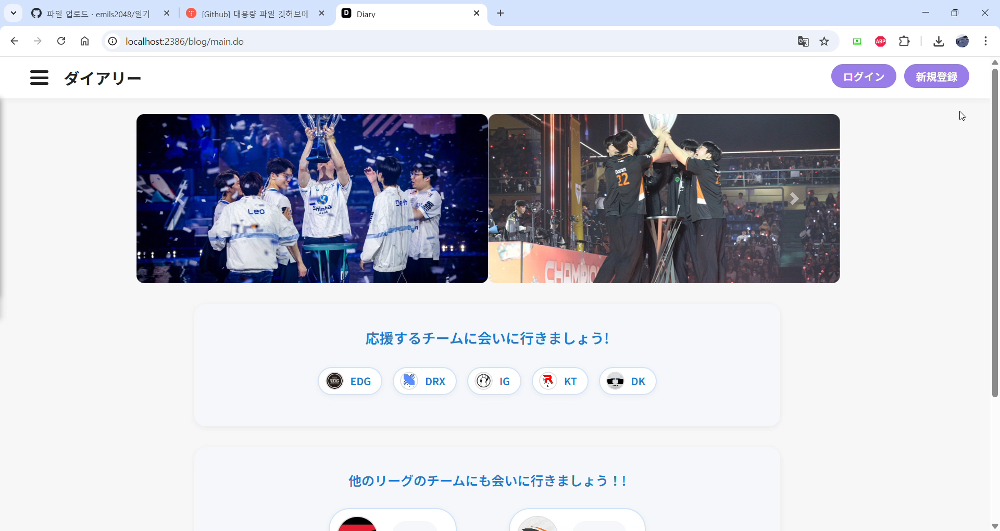 파일 업로드 · emils2048/일기
[Github] 대용량 파일 깃허브에
Diary
localhost:2386/blog/main.do
ABP
ダイアリー
ログイン
新規登録
Leo
Shinhan
Bank
Deft
Doran
CHAMPIO
応援するチームに会いに行きましょう!
EDG
DRX
IG
KT
DK
他のリーグのチームにも会いに行きましょう！!